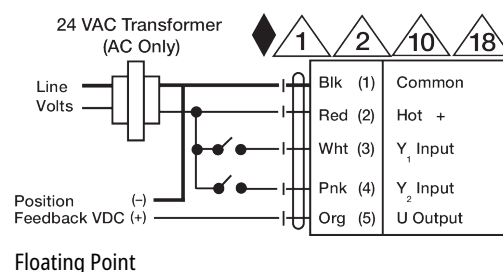 24 VAC Transformer
(AC Only)
1 2 10 18
Line
Volts
Blk (1) Common
Red (2) Hot +
Wht (3) Y1 Input
Pnk (4) Y2 Input
Org (5) U Output
Position (–)
Feedback VDC (+)
Floating Point